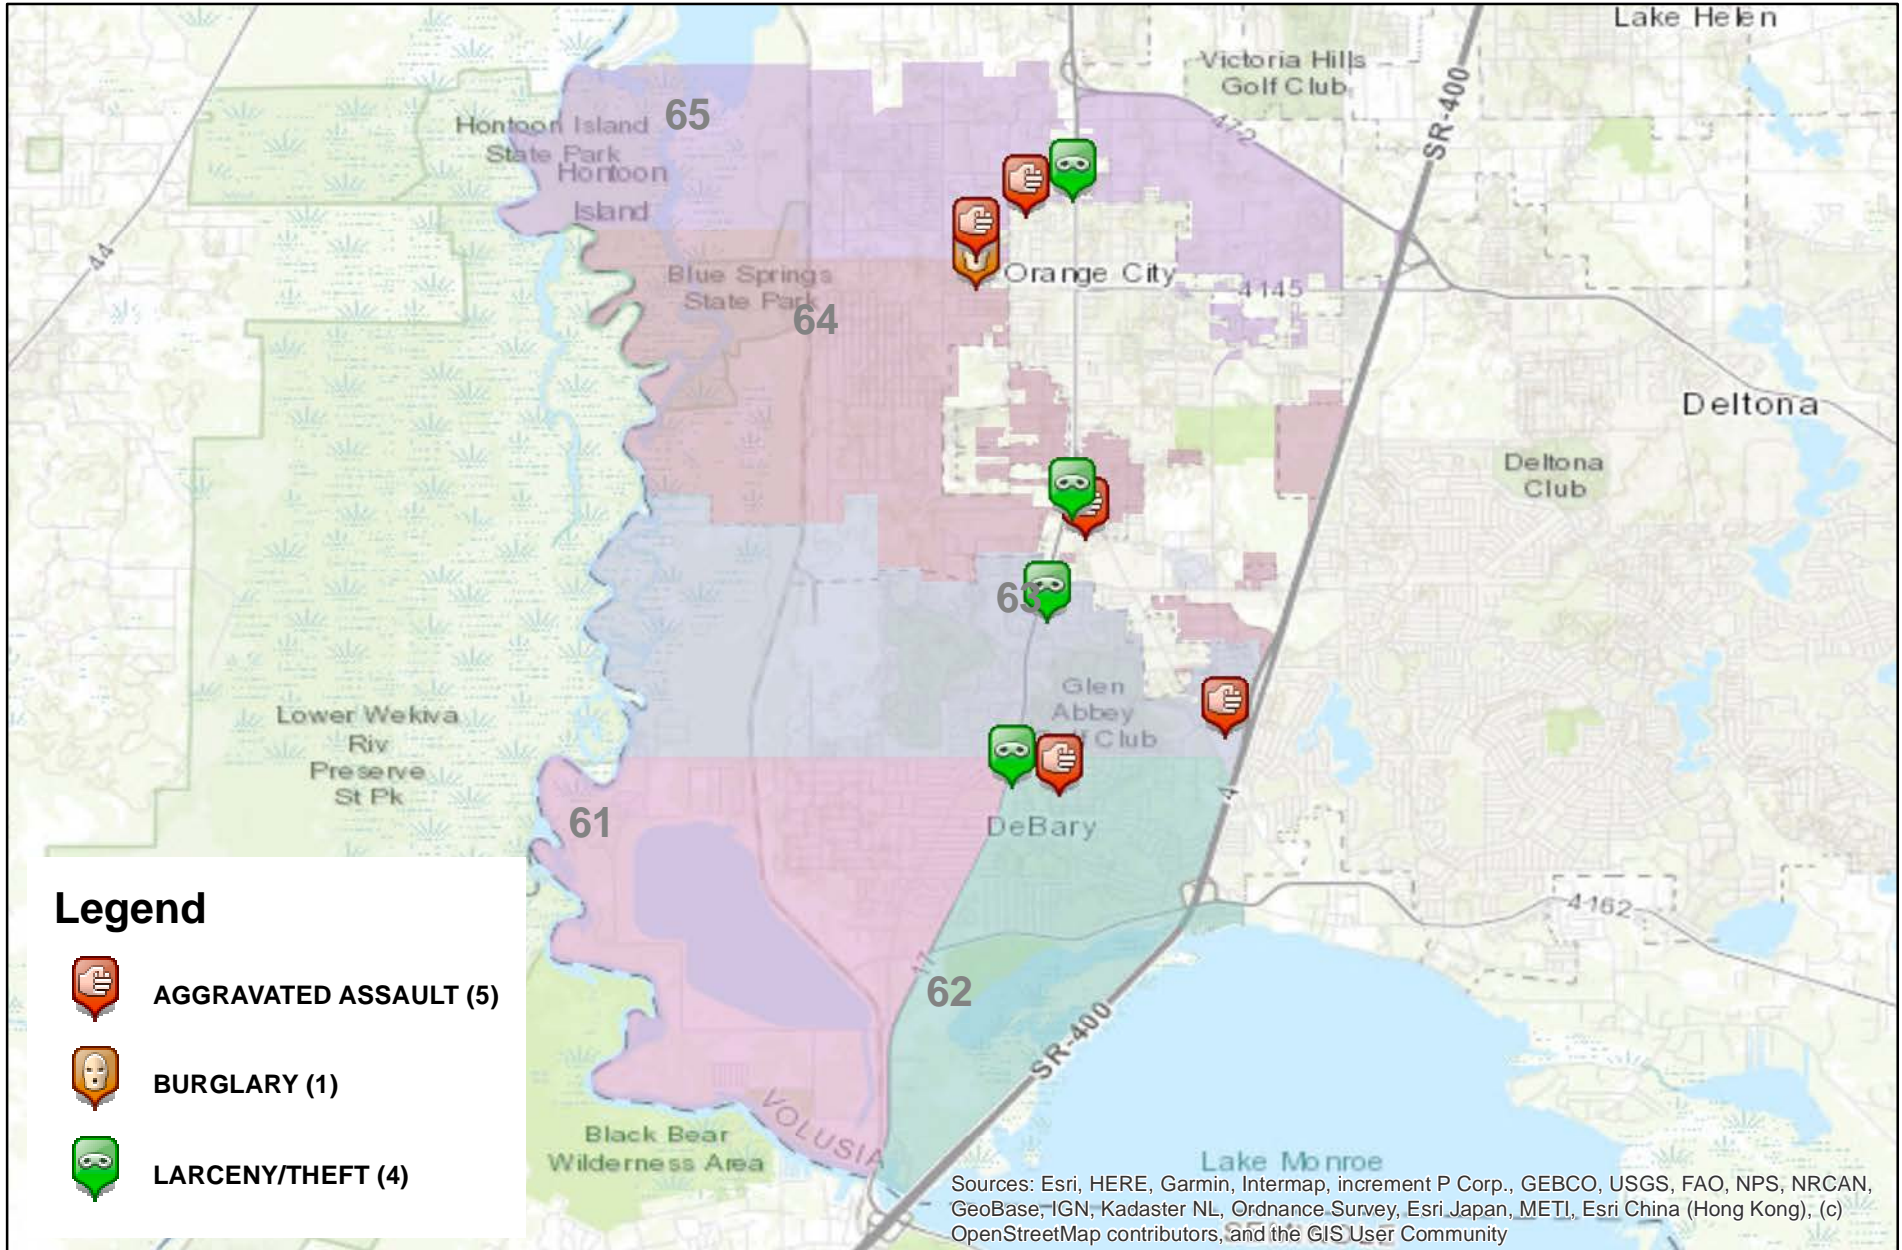 Lake Helen
Victoria Hills
Golf Club
SR-400
472
65
Hontoon Island
State Park
Hontoon
Island
44
Orange City
4145
Blue Springs
State Park
64
Deltona
Deltona
Club
63
Glen
Abbey
lf Club
Lower Wekiva
Riv
Preserve
St Pk
4
61
DeBary
4162
17
62
SR-400
VOLUSIA
Black Bear
Wilderness Area
Lake Monroe
Legend
AGGRAVATED ASSAULT (5)
BURGLARY (1)
LARCENY/THEFT (4)
Sources: Esri, HERE, Garmin, Intermap, increment P Corp., GEBCO, USGS, FAO, NPS, NRCAN,
GeoBase, IGN, Kadaster NL, Ordnance Survey, Esri Japan, METI, Esri China (Hong Kong), (c)
OpenStreetMap contributors, and the GIS User Community